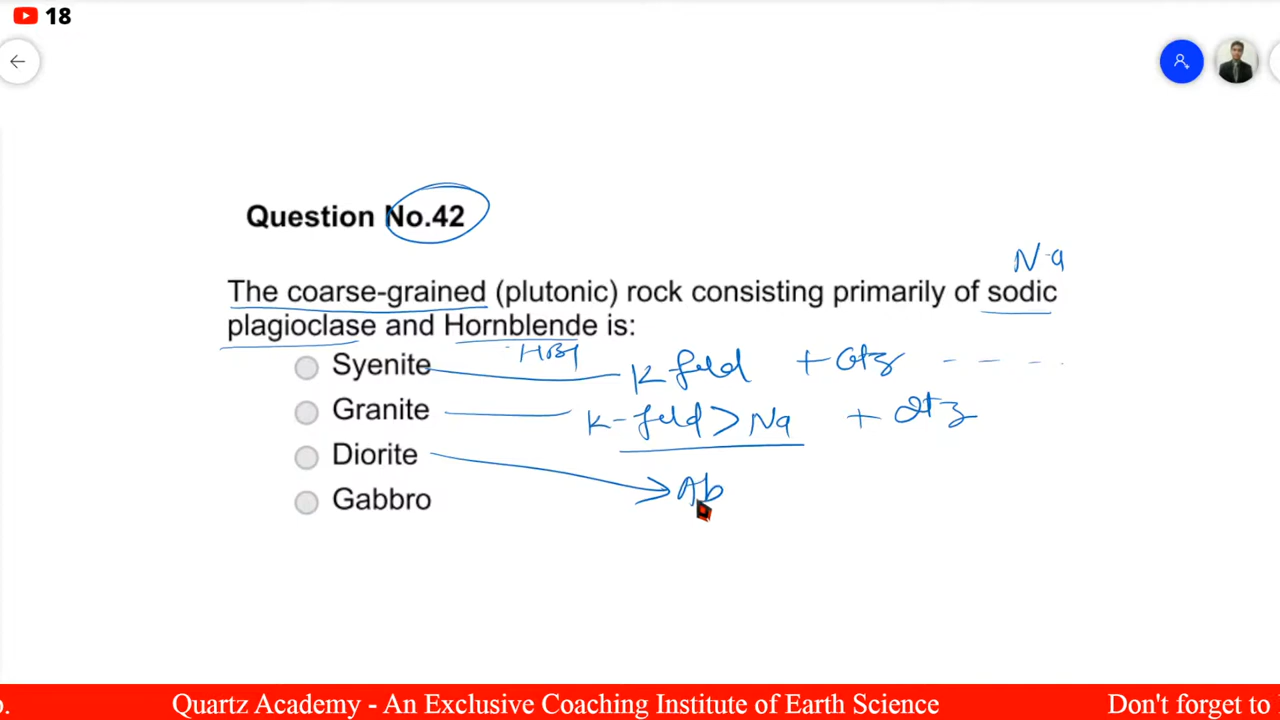 18
Question No.42
Na
The coarse-grained (plutonic) rock consisting primarily of sodic
plagioclase and Hornblende is:
Syenite K feld + Qtz - - - -
Granite K-feld > Na + Qtz
Diorite → Ab
Gabbro
o. Quartz Academy - An Exclusive Coaching Institute of Earth Science Don't forget to